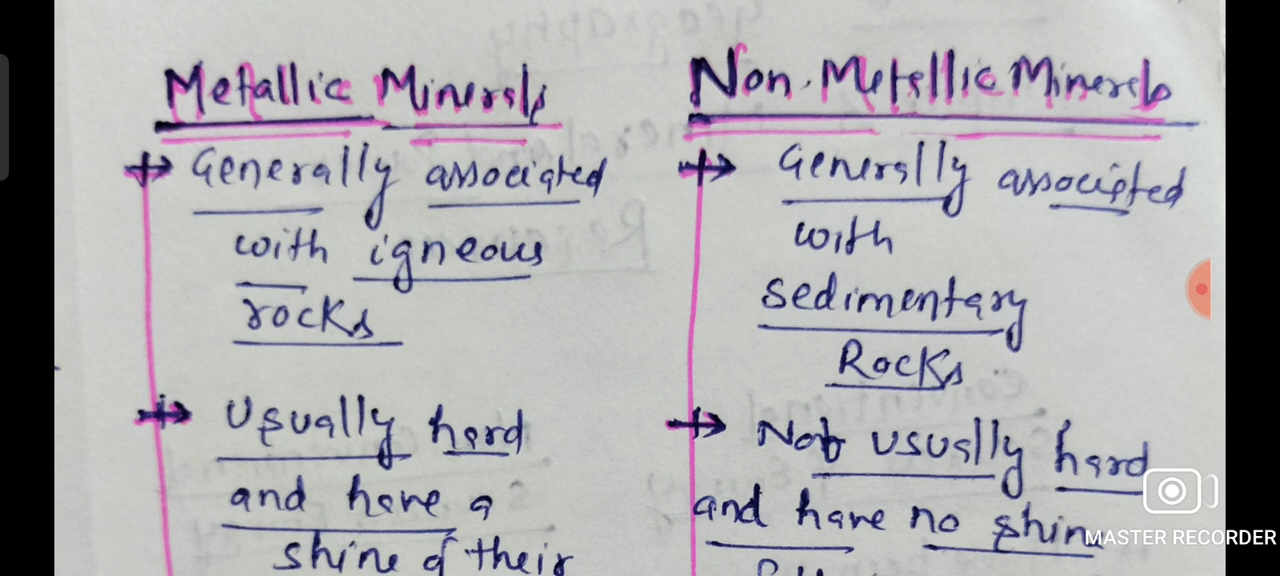 Metallic Minerals
→ Generally associated
with igneous
rocks
→ Usually hard
and have a
shine of their
Non-Metallic Minerals
→ Generally associated
with
sedimentary
Rocks
→ Not usually hard
and have no shine
MASTER RECORDER